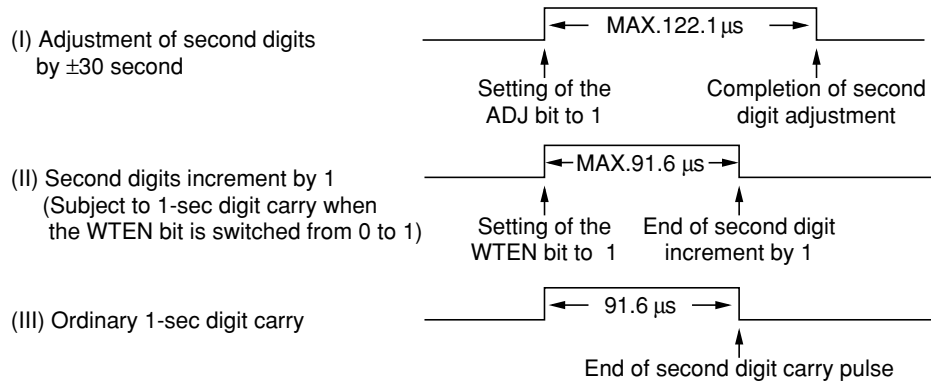 (I) Adjustment of second digits
by ±30 second
MAX.122.1 µs
Setting of the
ADJ bit to 1
Completion of second
digit adjustment
(II) Second digits increment by 1
(Subject to 1-sec digit carry when
the WTEN bit is switched from 0 to 1)
MAX.91.6 µs
Setting of the
WTEN bit to 1
End of second digit
increment by 1
(III) Ordinary 1-sec digit carry
91.6 µs
End of second digit carry pulse